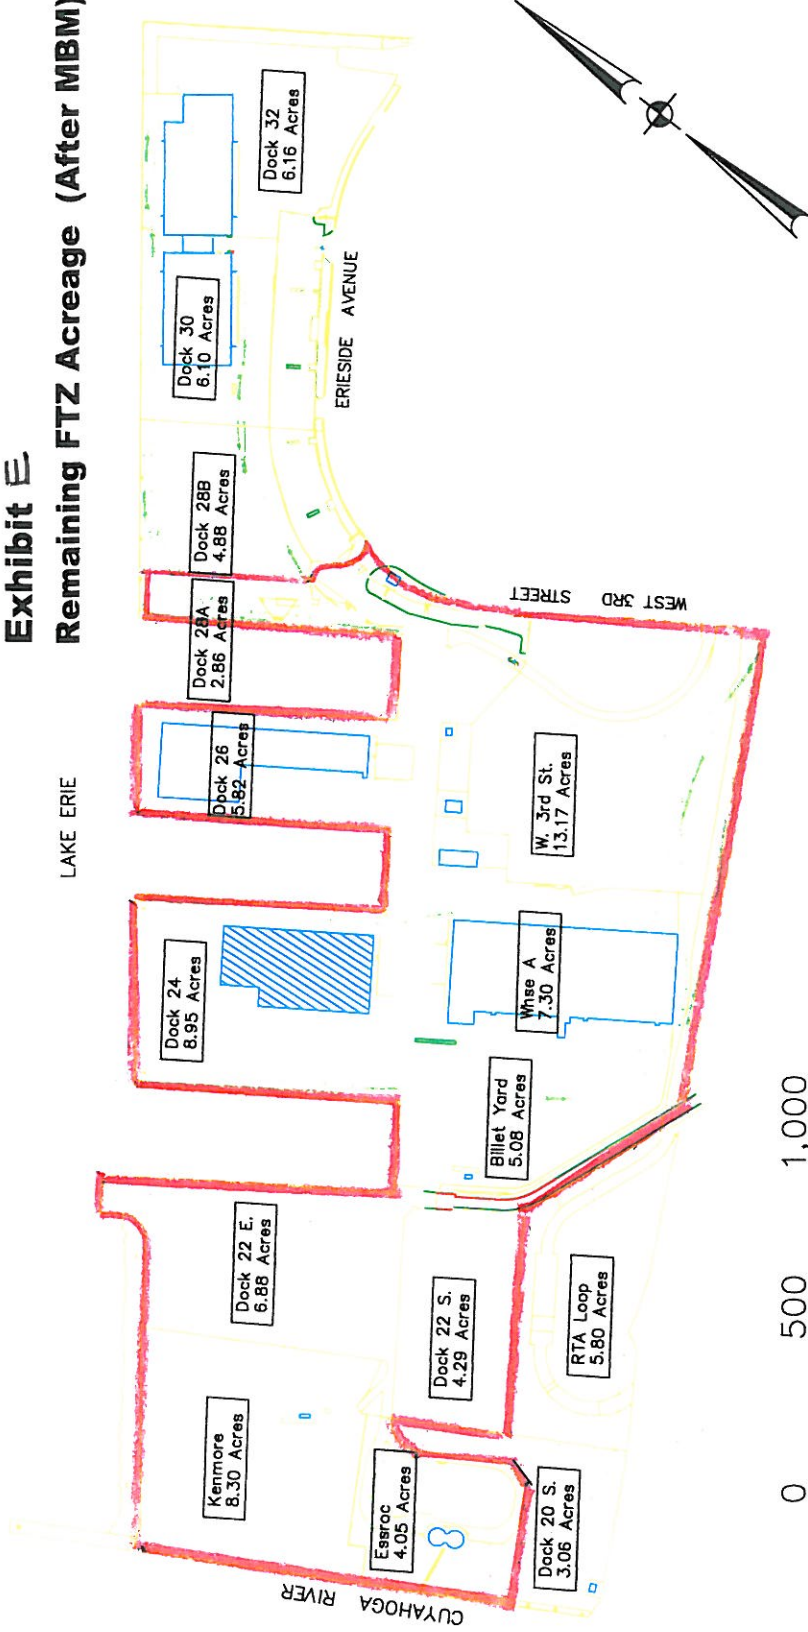 Exhibit E
Remaining FTZ Acreage (After MBM)
LAKE ERIE
Dock 32
6.16 Acres
Dock 30
6.10 Acres
ERIESIDE AVENUE
Dock 28B
4.88 Acres
Dock 28A
2.86 Acres
WEST 3RD STREET
Dock 26
5.82 Acres
W. 3rd St.
13.17 Acres
Dock 24
8.95 Acres
Whse A
7.30 Acres
Billet Yard
5.08 Acres
Dock 22 E.
6.88 Acres
Dock 22 S.
4.29 Acres
RTA Loop
5.80 Acres
Kenmore
8.30 Acres
Essroc
4.05 Acres
Dock 20 S.
3.06 Acres
CUYAHOGA RIVER
0 500 1,000